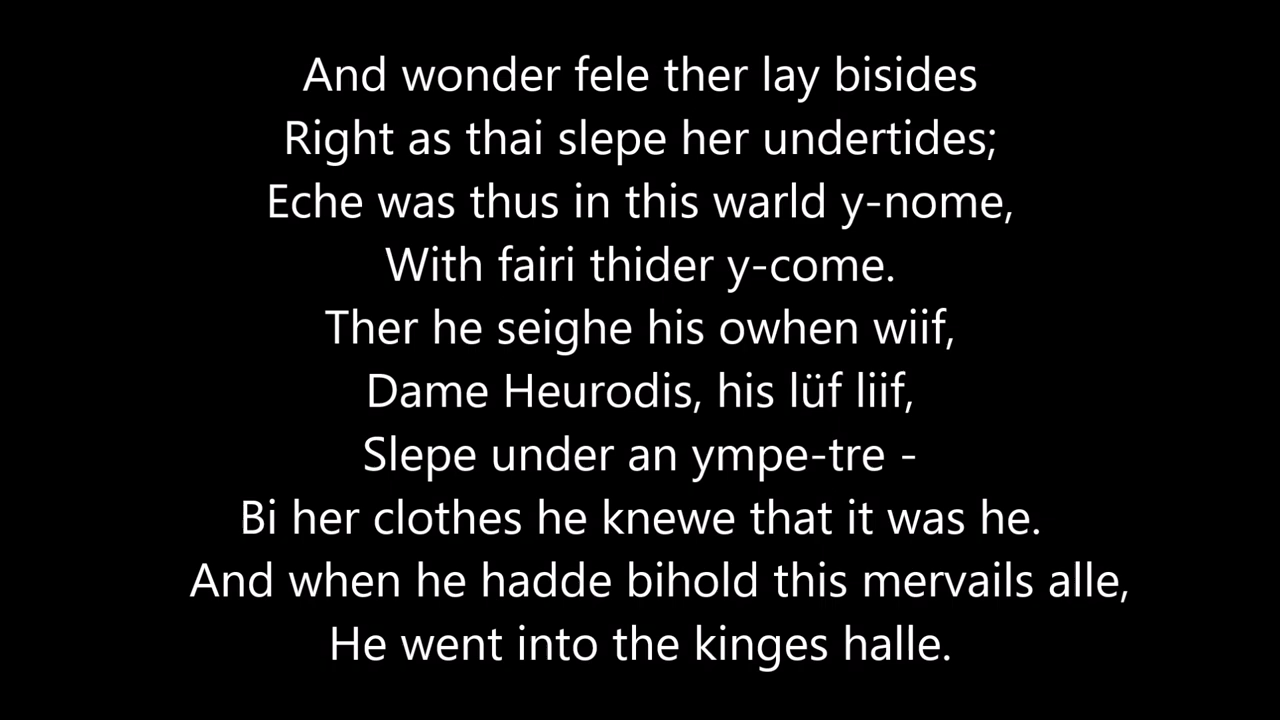 And wonder fele ther lay bisides
Right as thai slepe her undertides;
Eche was thus in this warld y-nome,
With fairi thider y-come.
Ther he seighe his owhen wiif,
Dame Heurodis, his lüf liif,
Slepe under an ympe-tre -
Bi her clothes he knewe that it was he.
And when he hadde bihold this mervails alle,
He went into the kinges halle.